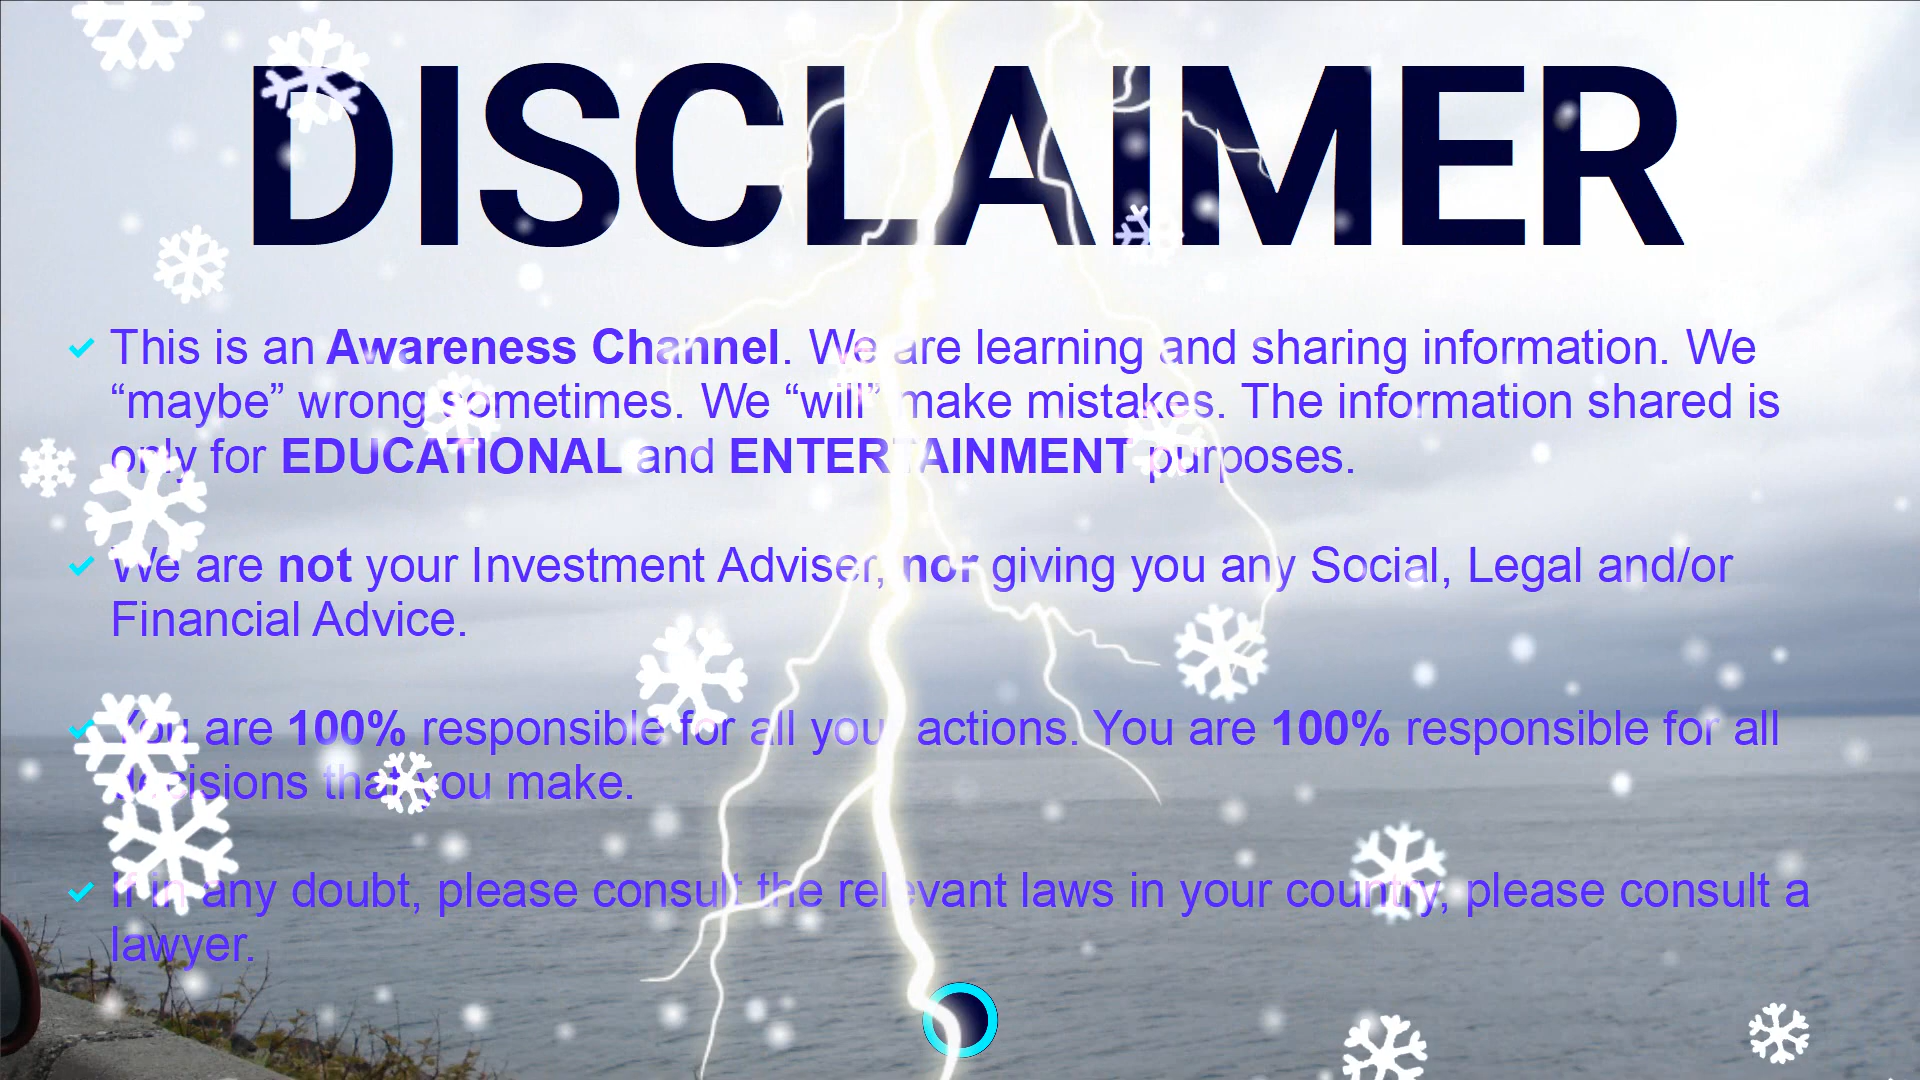 DISCLAIMER
This is an Awareness Channel. We are learning and sharing information. We
“maybe” wrong sometimes. We “will” make mistakes. The information shared is
only for EDUCATIONAL and ENTERTAINMENT purposes.
We are not your Investment Adviser, nor giving you any Social, Legal and/or
Financial Advice.
You are 100% responsible for all your actions. You are 100% responsible for all
decisions that you make.
If in any doubt, please consult the relevant laws in your country, please consult a
lawyer.